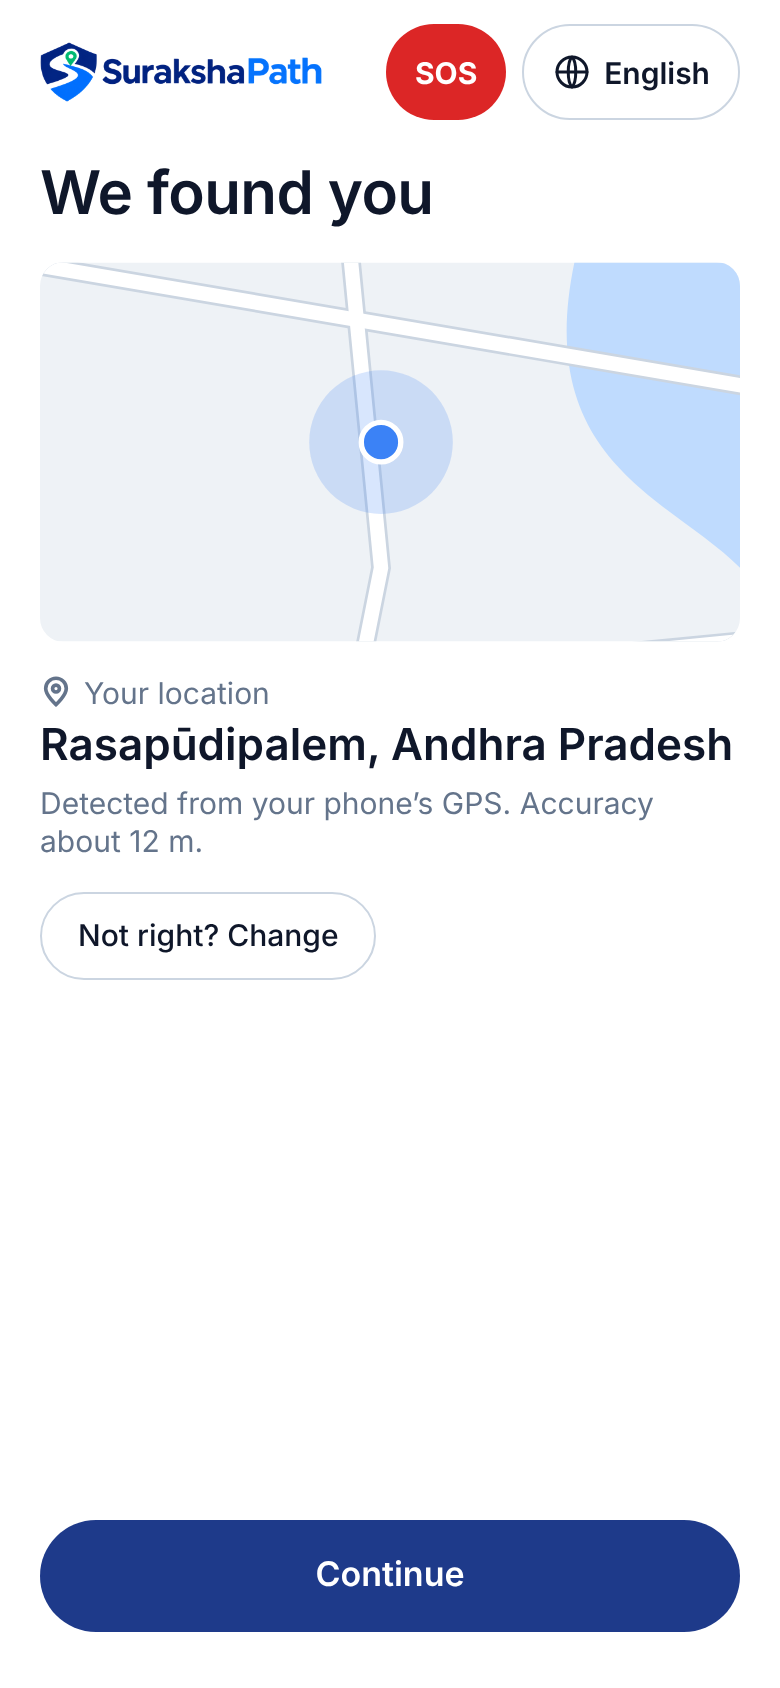 SurakshaPath
SOS
English
We found you
Your location
Rasapūdipalem, Andhra Pradesh
Detected from your phone’s GPS. Accuracy
about 12 m.
Not right? Change
Continue